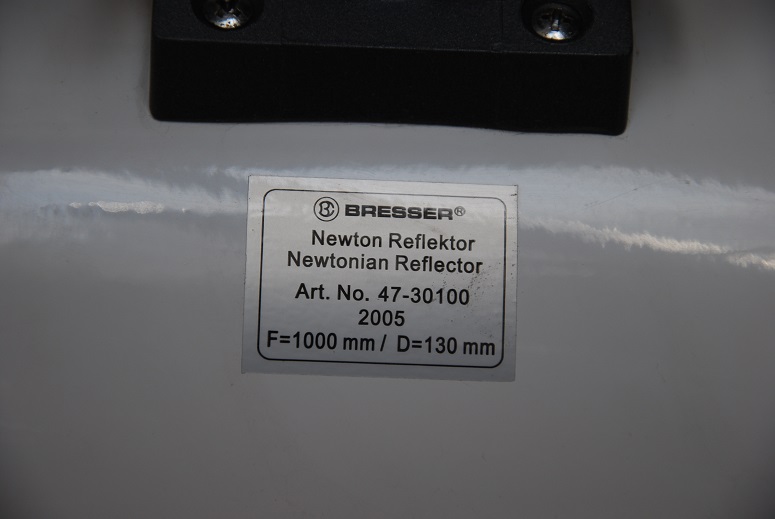 BRESSER®
Newton Reflektor
Newtonian Reflector
Art. No. 47-30100
2005
F=1000 mm / D=130 mm